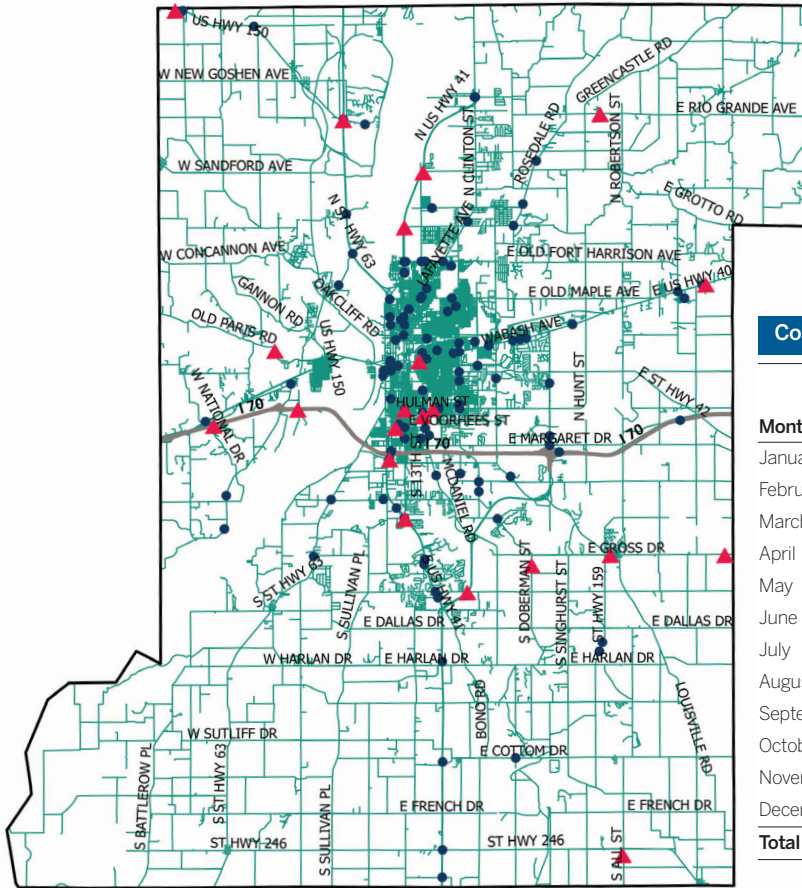 US HWY 150
W NEW GOSHEN AVE
N US HWY 41
GREENCASTLE RD
E RIO GRANDE AVE
N CLINTON ST
ROSEDALE RD
N ROBERTSON ST
W SANDFORD AVE
E GROTTO RD
N ST HWY 63
LAFAYETTE AVE
W CONCANNON AVE
E OLD FORT HARRISON AVE
GANNON RD
OAKCLIFF RD
E OLD MAPLE AVE
E US HWY 40
OLD PARIS RD
US HWY 150
WABASH AVE
W NATIONAL DR
I 70
HULMAN ST
N HUNT ST
E ST HWY 42
E VOORHES ST
I 70
E MARGARET DR
I 70
S 13TH ST
MCDANIEL RD
E GROSS DR
S ST HWY 63
S SULLIVAN PL
S US HWY 41
S DOBERMAN ST
S SINGHURST ST
ST HWY 159
E DALLAS DR
E DALLAS DR
W HARLAN DR
E HARLAN DR
E HARLAN DR
BONO RD
LOUISVILLE RD
W SUTLIFF DR
E COTTOM DR
S BATTLEROW PL
S ST HWY 63
S SULLIVAN PL
E FRENCH DR
E FRENCH DR
ST HWY 246
ST HWY 246
S ALL ST
Co
Mont
Janua
Febru
March
April
May
June
July
Augus
Septe
Octob
Novem
Decem
Total